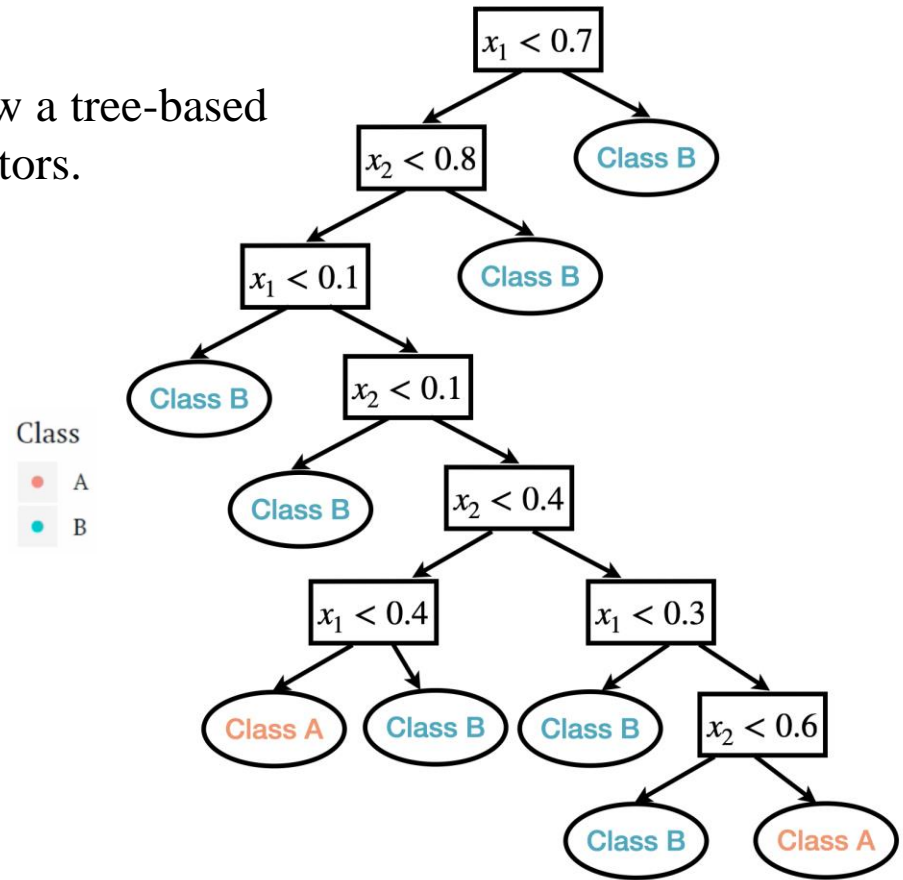 x₁ < 0.7
w a tree-based
tors.
x₂ < 0.8
Class B
x₁ < 0.1
Class B
Class B
x₂ < 0.1
Class
A
B
Class B
x₂ < 0.4
x₁ < 0.4
x₁ < 0.3
Class A
Class B
Class B
x₂ < 0.6
Class B
Class A